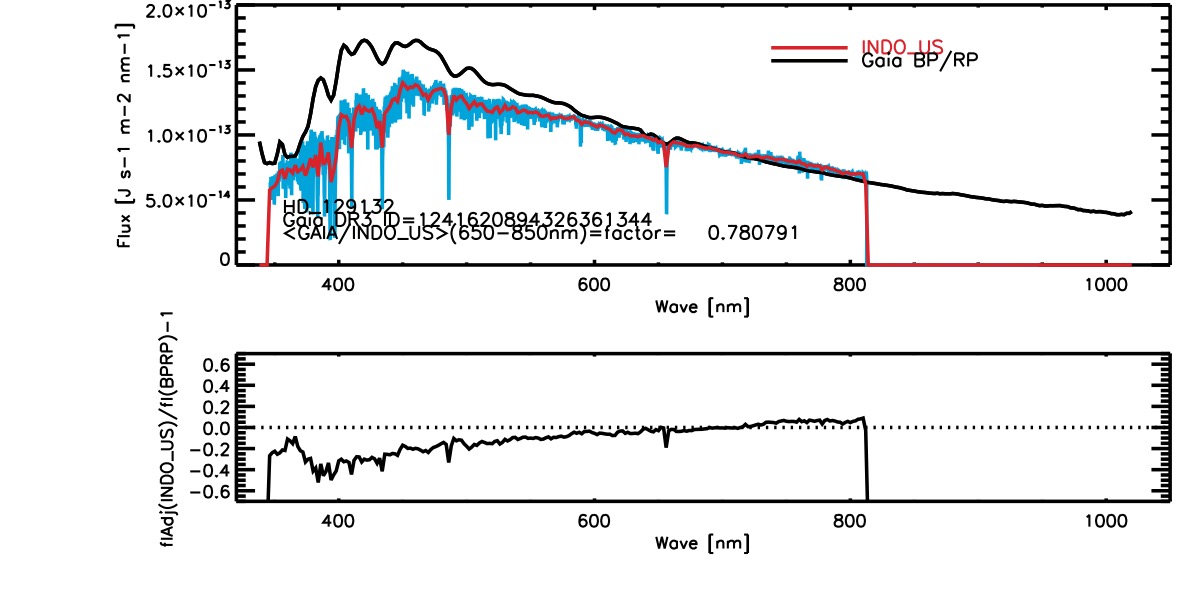 2.0×10⁻¹³
1.5×10⁻¹³
1.0×10⁻¹³
5.0×10⁻¹⁴
0
Flux [J s−1 m−2 nm−1]
INDO_US
Gaia BP/RP
HD_129132
Gaia DR3 ID=1241620894326361344
<GAIA/INDO_US>(650−850nm)=factor= 0.780791
400 600 800 1000
Wave [nm]
flAdj(INDO_US)/fl(BPRP)−1
0.6
0.4
0.2
0.0
−0.2
−0.4
−0.6
400 600 800 1000
Wave [nm]